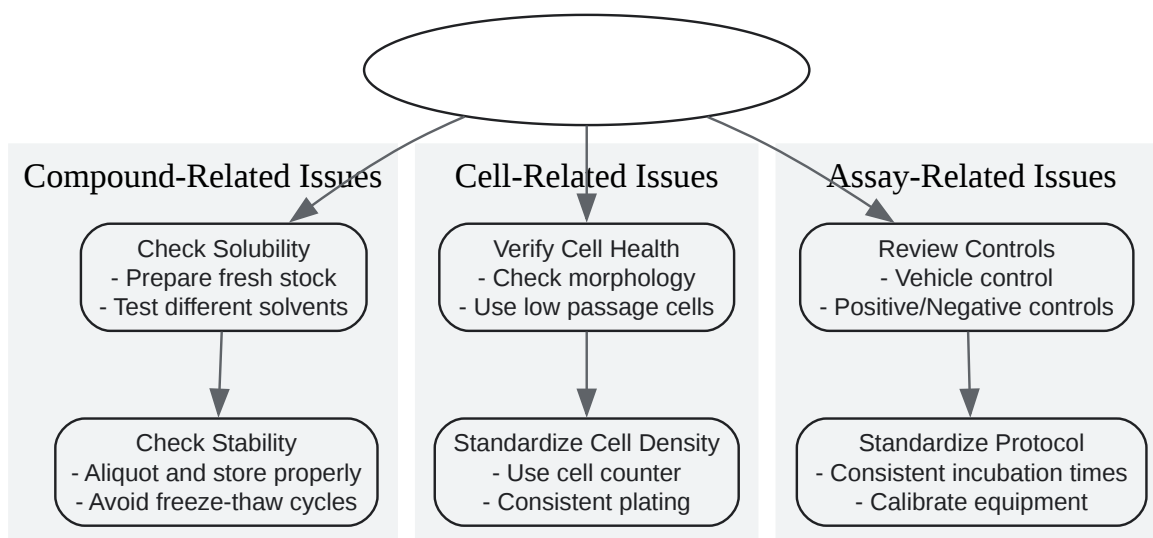 Compound-Related Issues
Check Solubility
- Prepare fresh stock
- Test different solvents
Check Stability
- Aliquot and store properly
- Avoid freeze-thaw cycles
Cell-Related Issues
Verify Cell Health
- Check morphology
- Use low passage cells
Standardize Cell Density
- Use cell counter
- Consistent plating
Assay-Related Issues
Review Controls
- Vehicle control
- Positive/Negative controls
Standardize Protocol
- Consistent incubation times
- Calibrate equipment